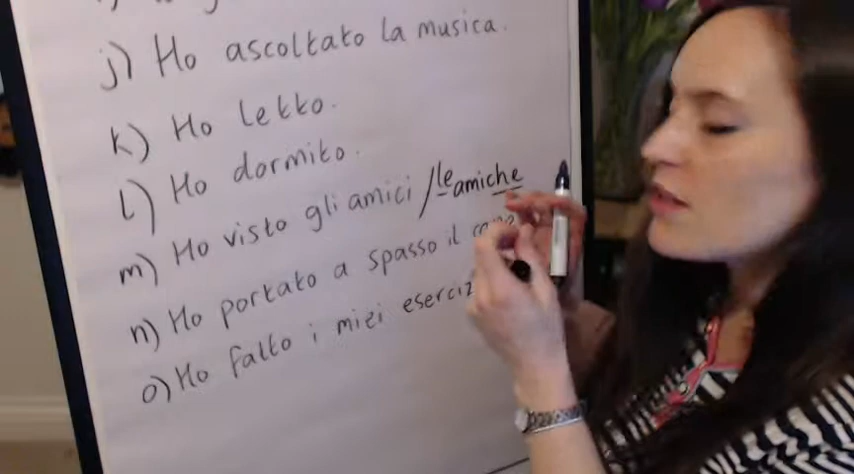 j) Ho ascoltato la musica.
k) Ho letto.
l) Ho dormito.
m) Ho visto gli amici / le amiche
n) Ho portato a spasso il
o) Ho fatto i miei